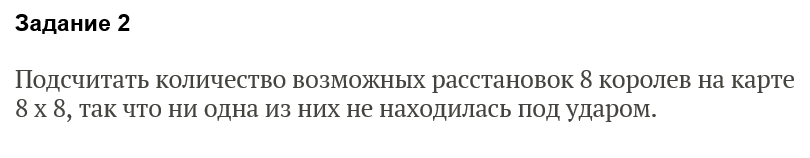 Задание 2
Подсчитать количество возможных расстановок 8 королев на карте
8 x 8, так что ни одна из них не находилась под ударом.